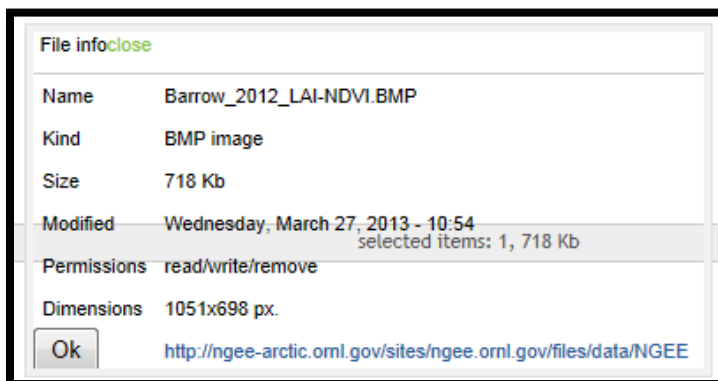 File infoclose
Name Barrow_2012_LAI-NDVI.BMP
Kind BMP image
Size 718 Kb
Modified Wednesday, March 27, 2013 - 10:54
selected items: 1, 718 Kb
Permissions read/write/remove
Dimensions 1051x698 px.
Ok http://ngee-arctic.ornl.gov/sites/ngee.ornl.gov/files/data/NGEE